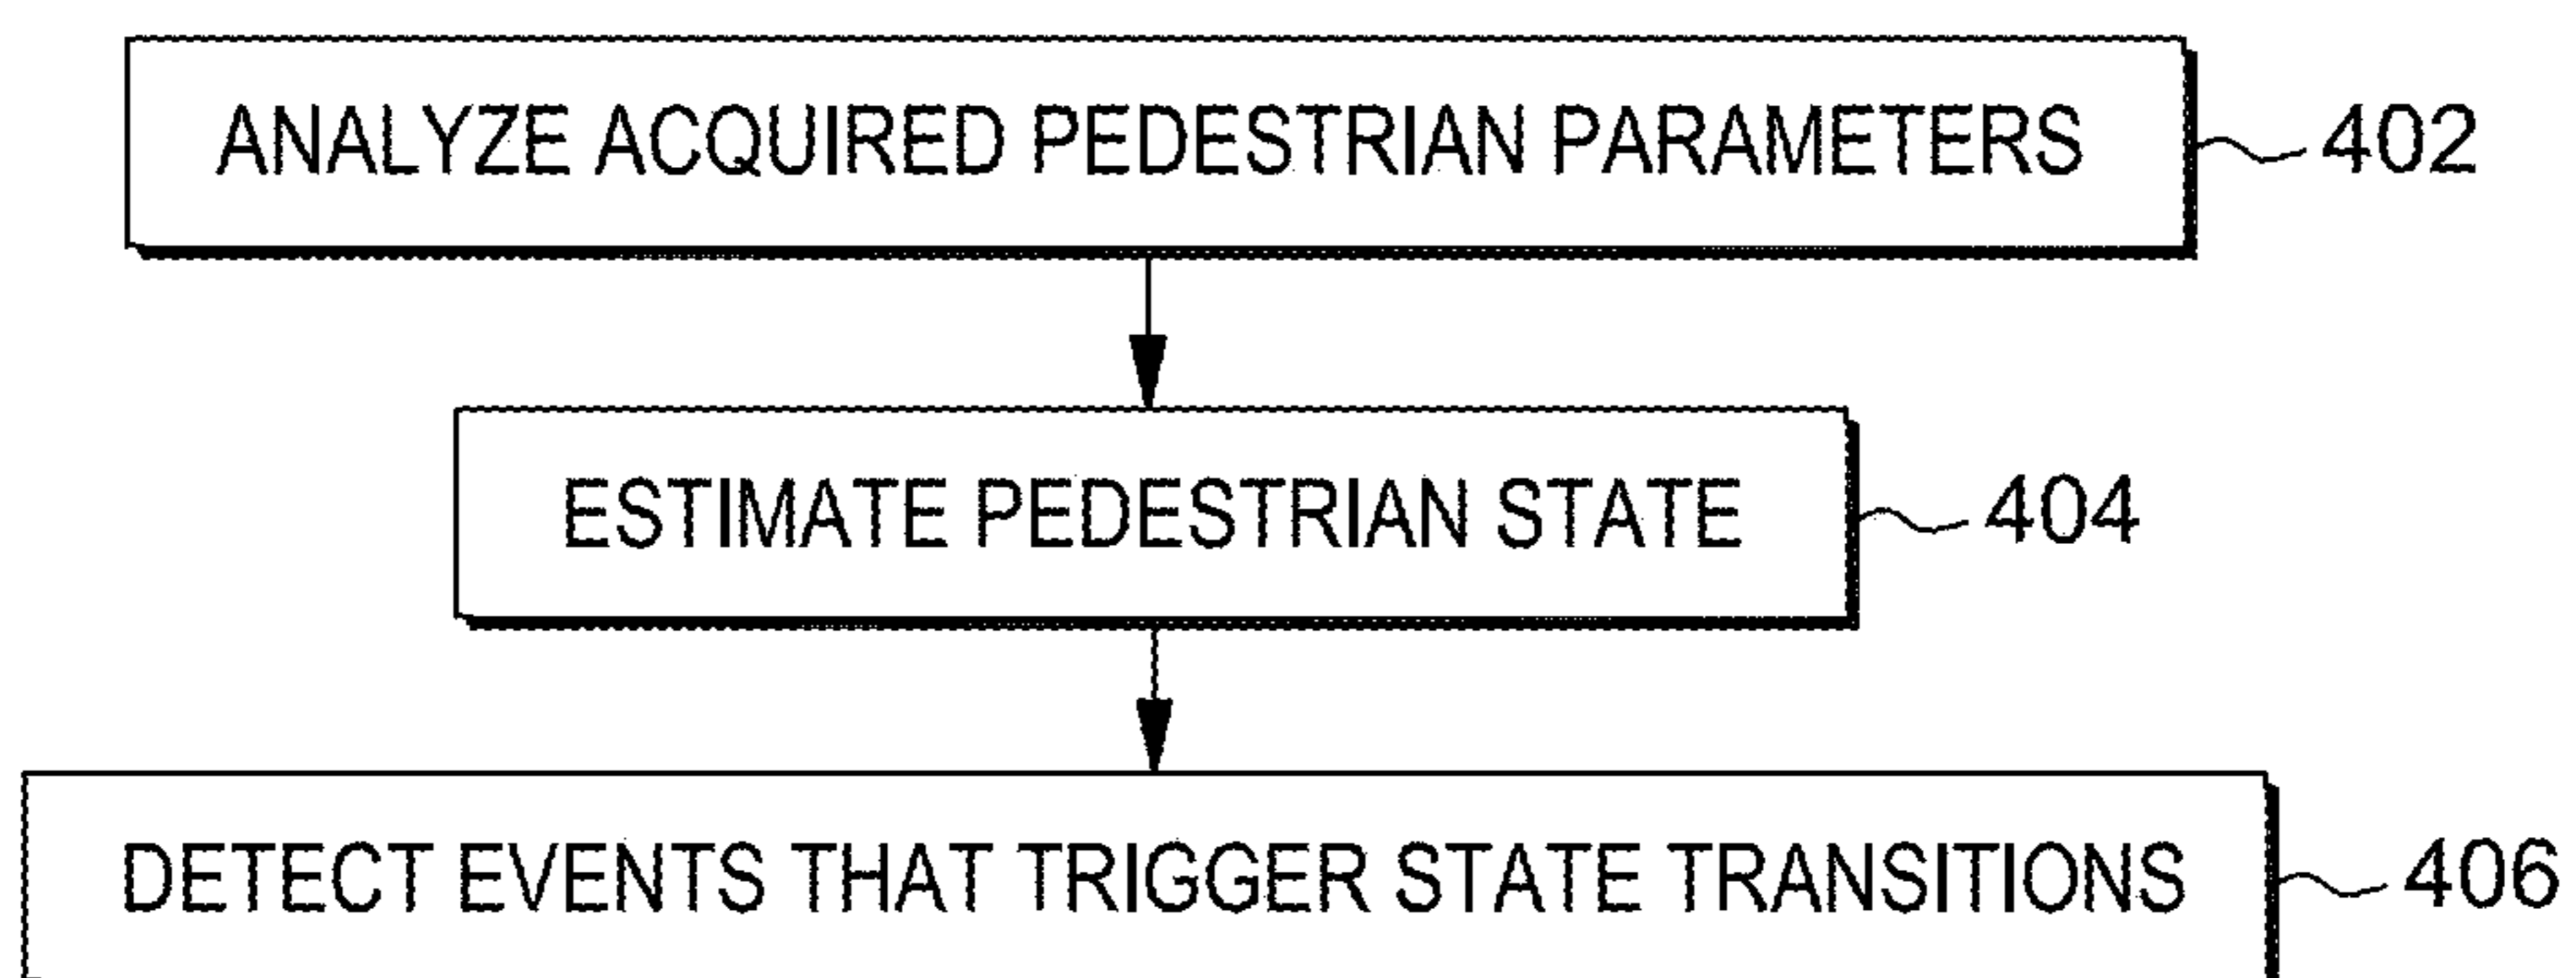 ANALYZE ACQUIRED PEDESTRIAN PARAMETERS 402
ESTIMATE PEDESTRIAN STATE 404
DETECT EVENTS THAT TRIGGER STATE TRANSITIONS 406